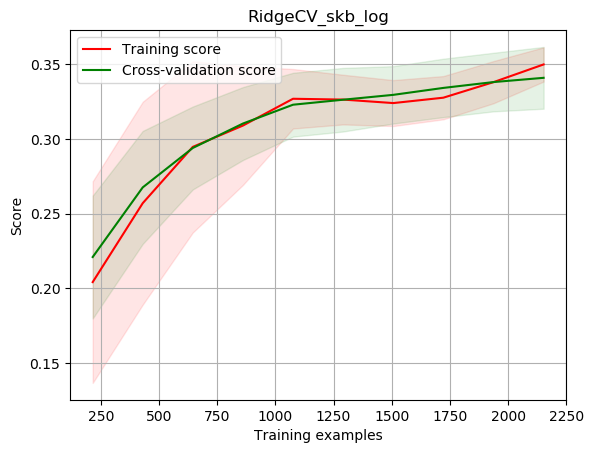 RidgeCV_skb_log
Training score
Cross-validation score
0.35
0.30
0.25
0.20
0.15
Score
250
500
750
1000
1250
1500
1750
2000
2250
Training examples